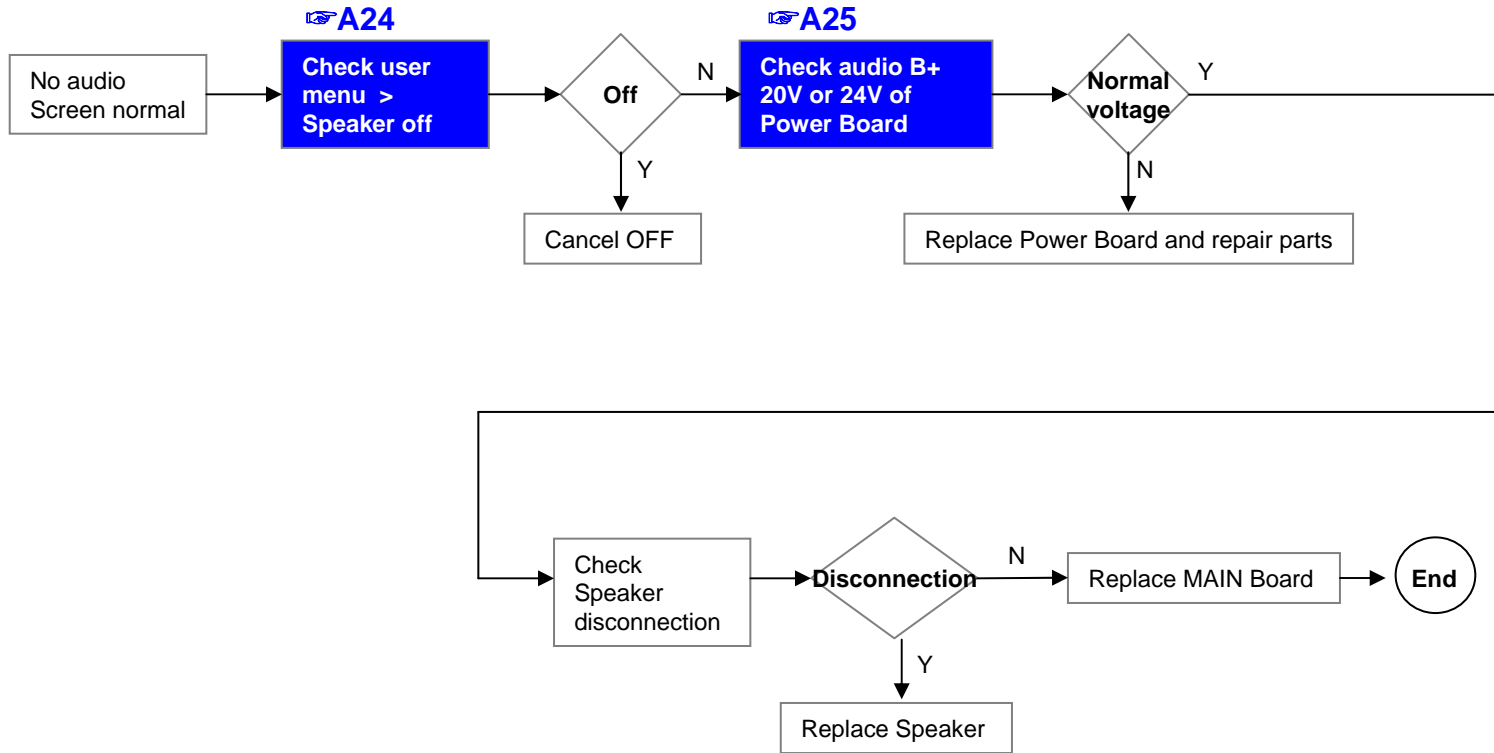 ☞A24
☞A25
No audio
Screen normal
Check user
menu >
Speaker off
Off
N
Check audio B+
20V or 24V of
Power Board
Normal
voltage
Y
Y
N
Cancel OFF
Replace Power Board and repair parts
Check
Speaker
disconnection
Disconnection
N
Replace MAIN Board
End
Y
Replace Speaker